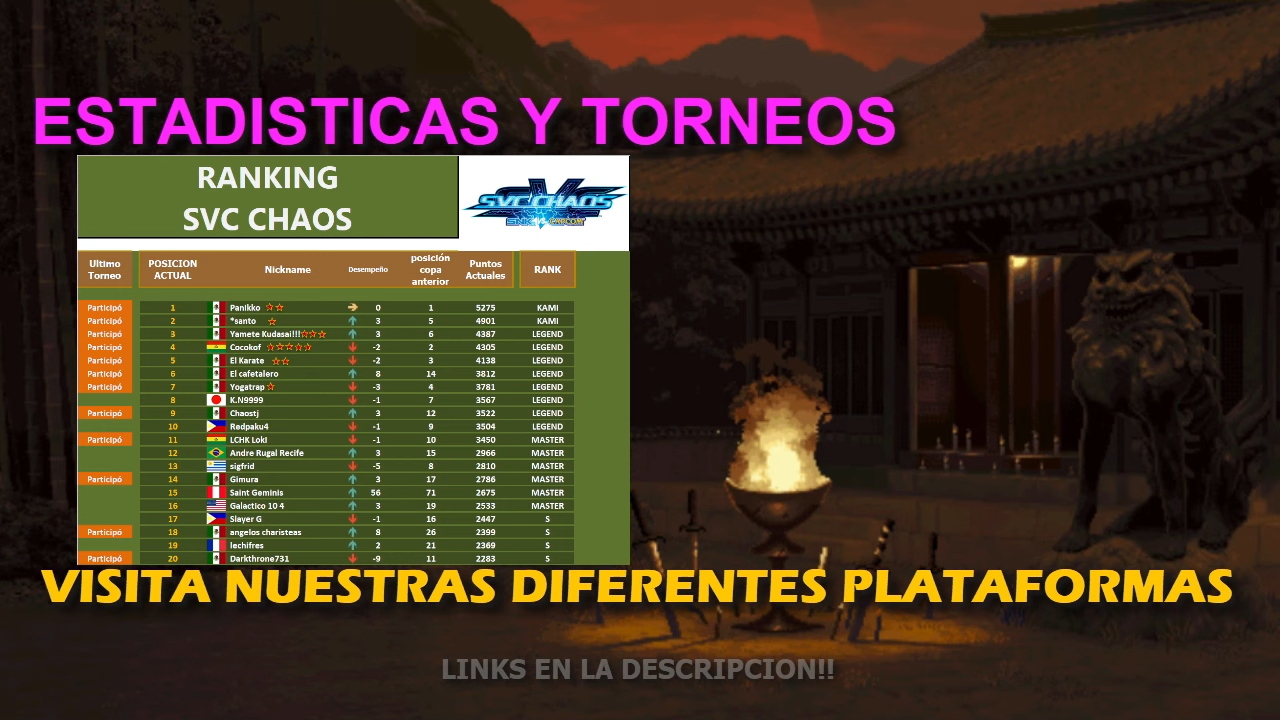 ESTADISTICAS Y TORNEOS
RANKING
SVC CHAOS
SVC CHAOS
SNK VS. CAPCOM
Ultimo Torneo POSICION ACTUAL Nickname Desempeño posición copa anterior Puntos Actuales RANK
Participó 1 Panikko 0 1 5275 KAMI
Participó 2 *santo 3 5 4901 KAMI
Participó 3 Yamete Kudasai!!! 3 6 4387 LEGEND
Participó 4 Cocokof -2 2 4305 LEGEND
Participó 5 El Karate -2 3 4138 LEGEND
Participó 6 El cafetalero 8 14 3812 LEGEND
Participó 7 Yogatrap -3 4 3781 LEGEND
8 K.N9999 -1 7 3567 LEGEND
Participó 9 Chaostj 3 12 3522 LEGEND
10 Redpaku4 -1 9 3504 LEGEND
Participó 11 LCHK Loki -1 10 3450 MASTER
12 Andre Rugal Recife 3 15 2966 MASTER
13 sigfrid -5 8 2810 MASTER
Participó 14 Gimura 3 17 2786 MASTER
15 Saint Geminis 56 71 2675 MASTER
16 Galactico 10 4 3 19 2533 MASTER
17 Slayer G -1 16 2447 S
Participó 18 angelos charisteas 8 26 2399 S
19 lechifres 2 21 2369 S
Participó 20 Darkthrone731 -9 11 2283 S
VISITA NUESTRAS DIFERENTES PLATAFORMAS
LINKS EN LA DESCRIPCION!!